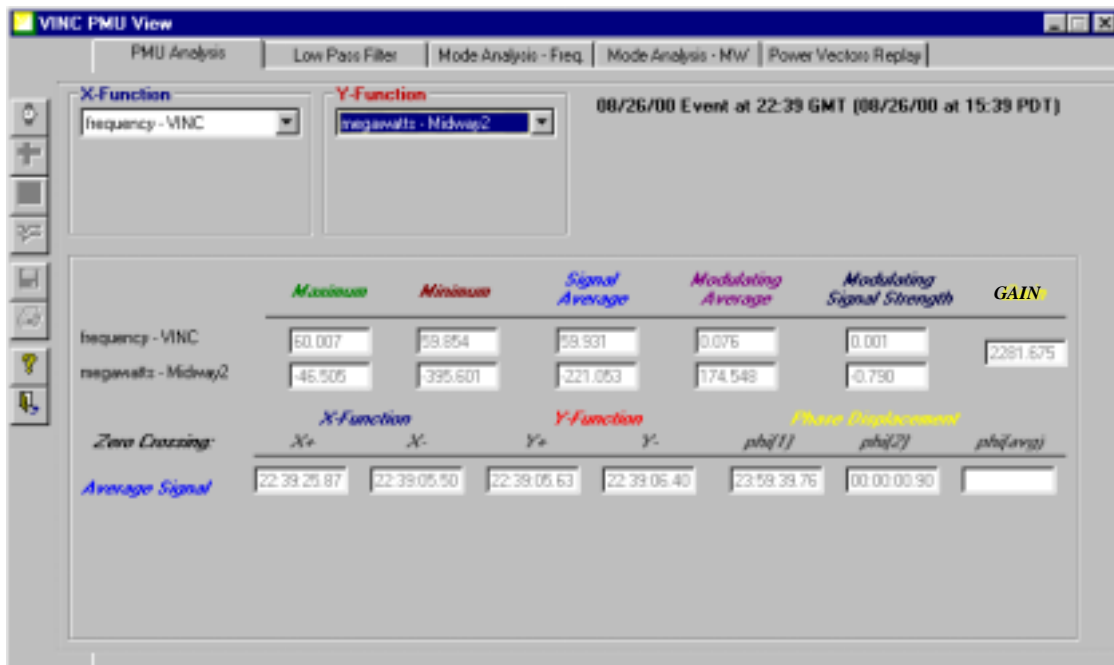 VINC PMU View
PMU Analysis Low Pass Filter Mode Analysis - Freq. Mode Analysis - MW Power Vectors Replay
X-Function Y-Function
08/26/00 Event at 22:39 GMT (08/26/00 at 15:39 PDT)
frequency - VINC megawatts - Midway2
Maximum Minimum Signal Average Modulating Average Modulating Signal Strength GAIN
frequency - VINC 60.007 59.854 59.931 0.076 0.001
2281.675
megawatts - Midway2 -46.505 -395.601 -221.053 174.548 -0.790
X-Function Y-Function Phase Displacement
Zero Crossing: X+ X- Y+ Y- phi(1) phi(2) phi(avg)
Average Signal 22:39:25.87 22:39:05.50 22:39:05.63 22:39:06.40 23:59:39.76 00:00:00.90